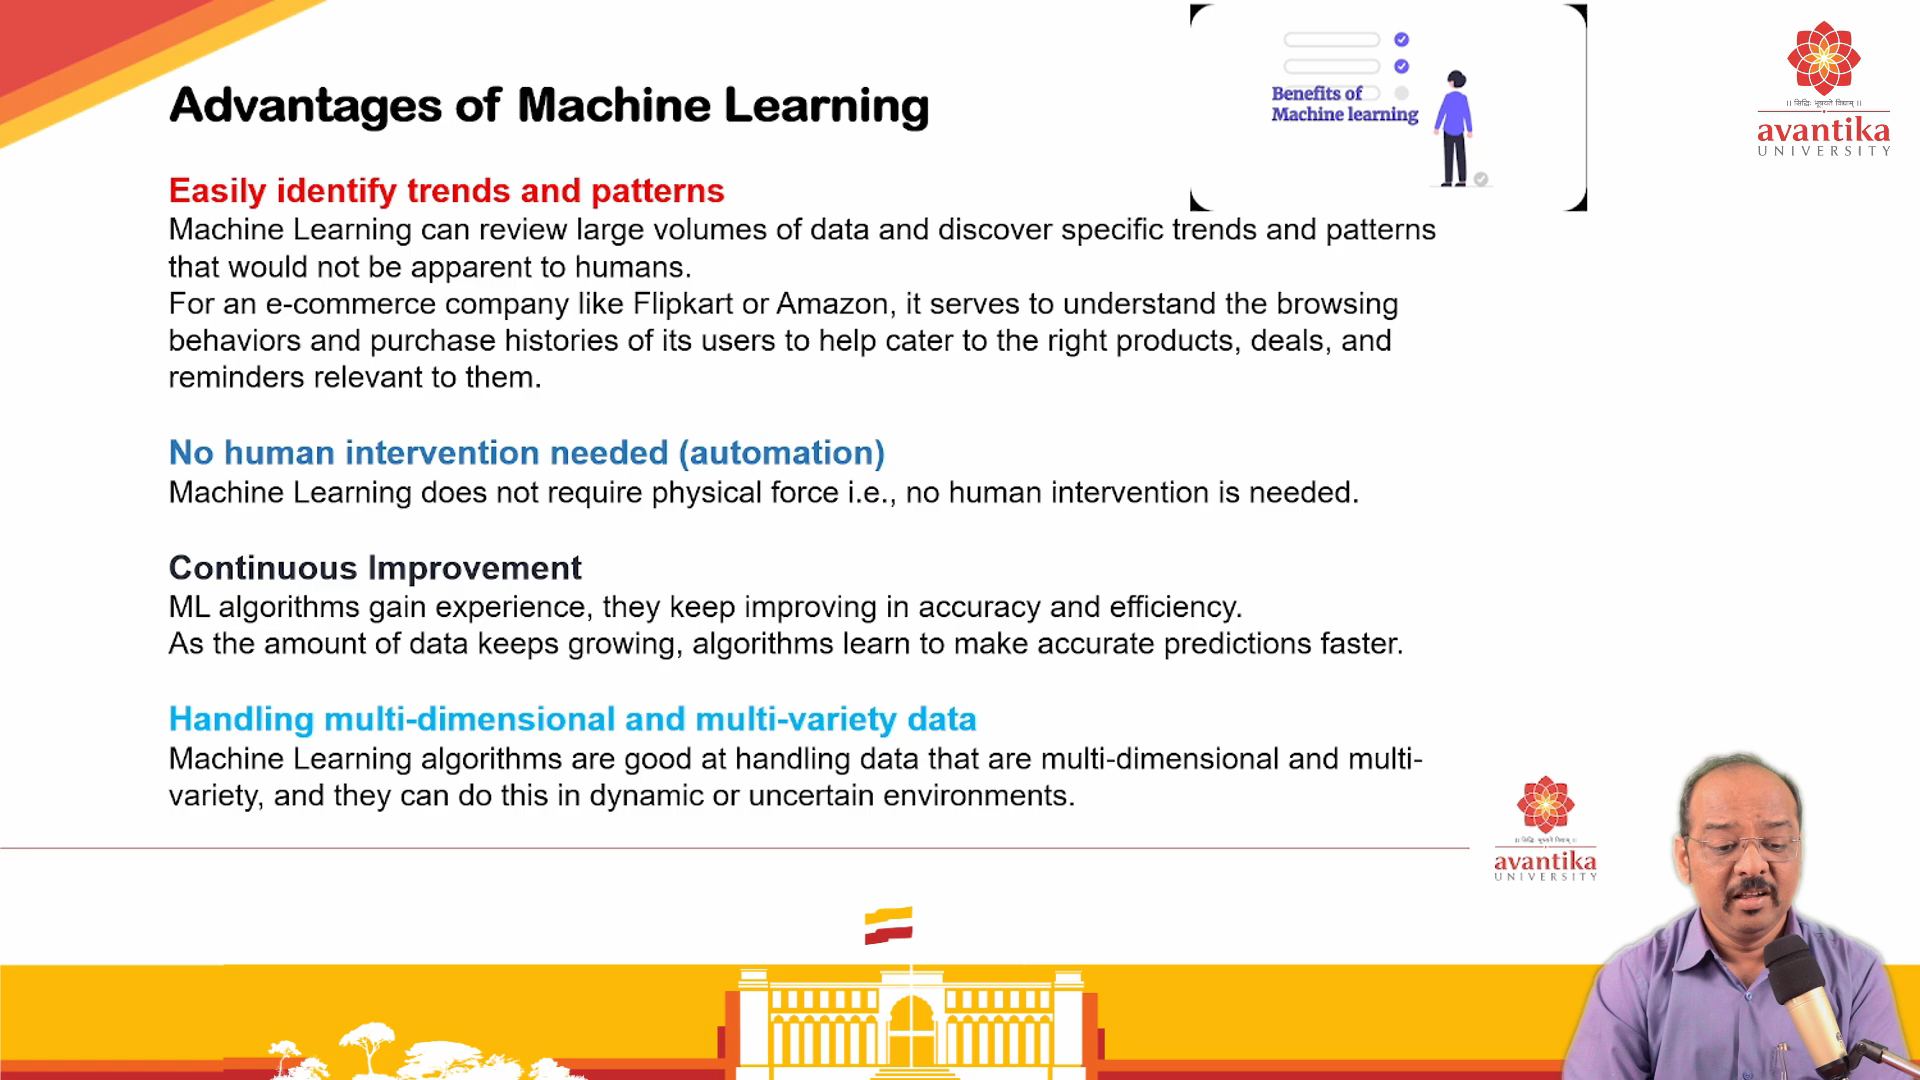 Advantages of Machine Learning
Benefits of
Machine learning
|| सिद्धिः भूषयते विद्याम् ||
avantika
UNIVERSITY
Easily identify trends and patterns
Machine Learning can review large volumes of data and discover specific trends and patterns
that would not be apparent to humans.
For an e-commerce company like Flipkart or Amazon, it serves to understand the browsing
behaviors and purchase histories of its users to help cater to the right products, deals, and
reminders relevant to them.
No human intervention needed (automation)
Machine Learning does not require physical force i.e., no human intervention is needed.
Continuous Improvement
ML algorithms gain experience, they keep improving in accuracy and efficiency.
As the amount of data keeps growing, algorithms learn to make accurate predictions faster.
Handling multi-dimensional and multi-variety data
Machine Learning algorithms are good at handling data that are multi-dimensional and multi-
variety, and they can do this in dynamic or uncertain environments.
avantika
UNIVERSITY